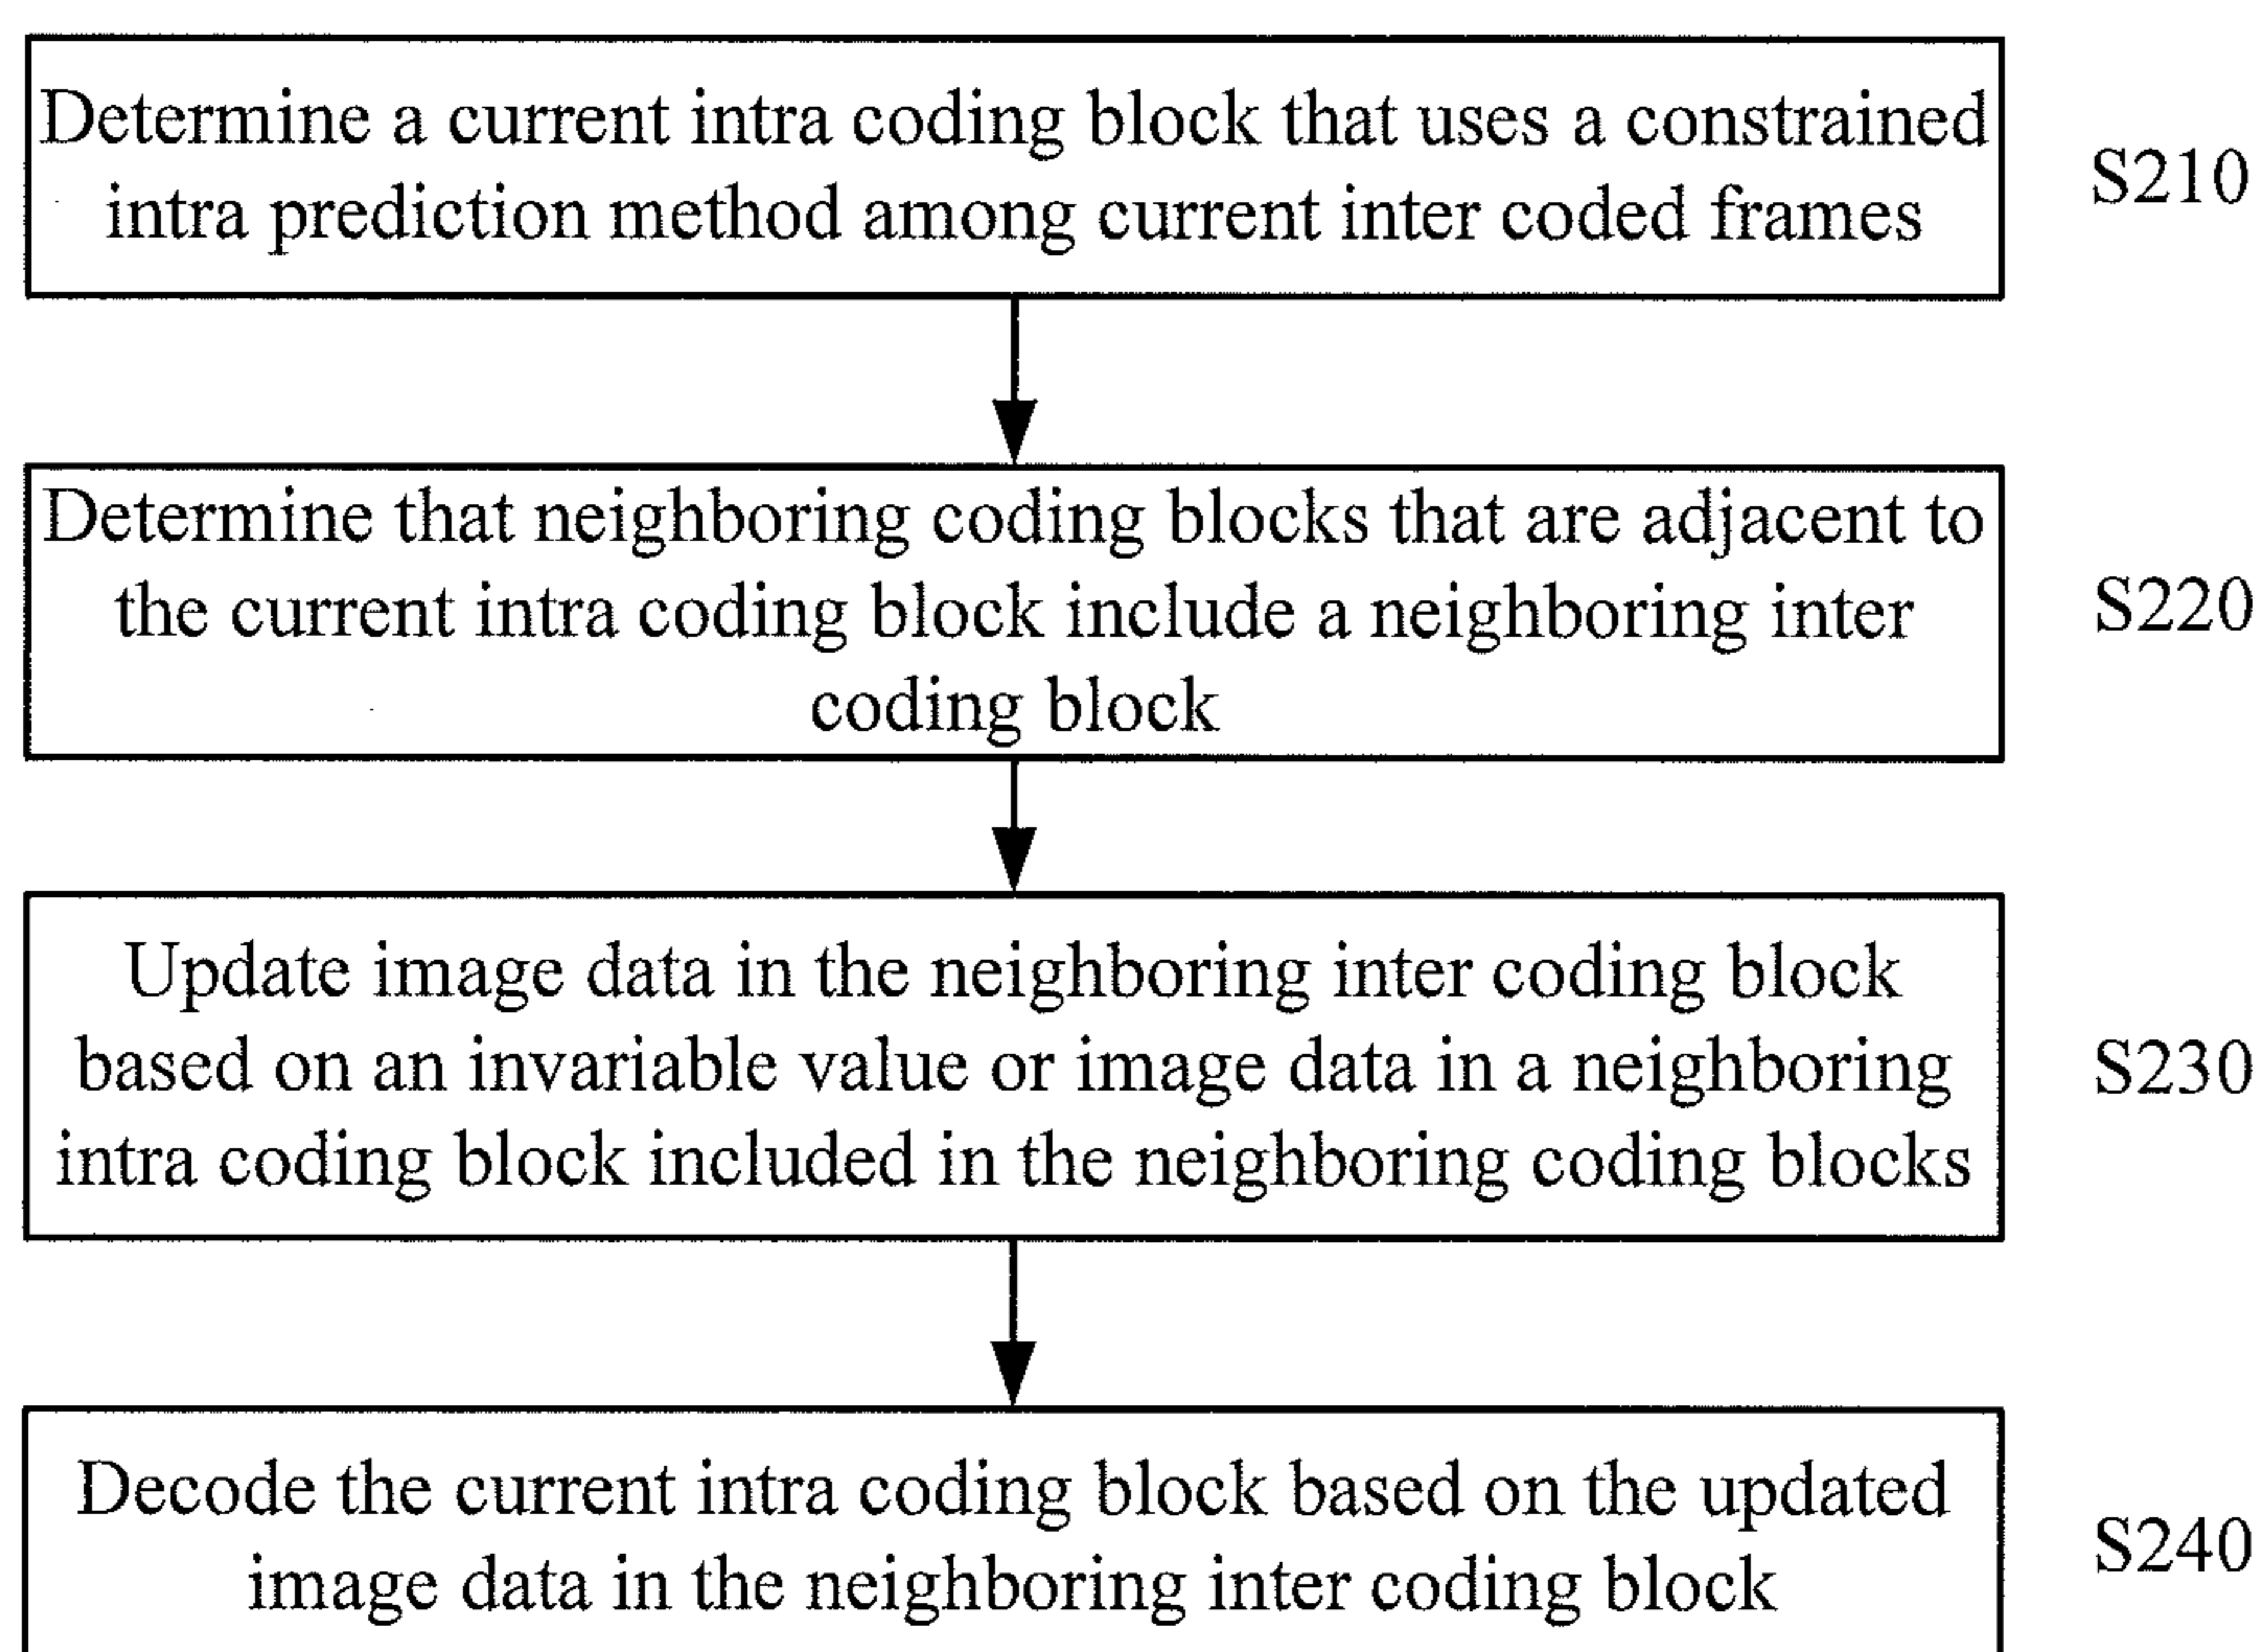 Determine a current intra coding block that uses a constrained
intra prediction method among current inter coded frames
S210
Determine that neighboring coding blocks that are adjacent to
the current intra coding block include a neighboring inter
coding block
S220
Update image data in the neighboring inter coding block
based on an invariable value or image data in a neighboring
intra coding block included in the neighboring coding blocks
S230
Decode the current intra coding block based on the updated
image data in the neighboring inter coding block
S240